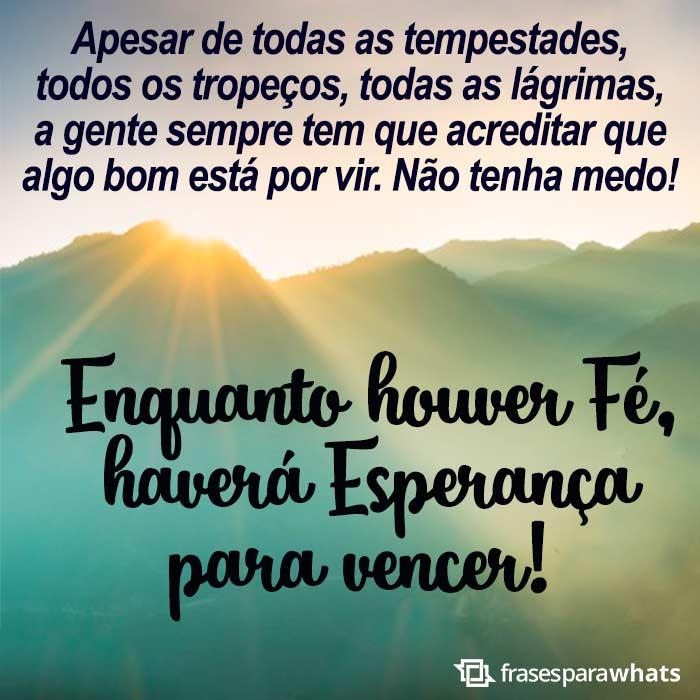 Apesar de todas as tempestades,
todos os tropeços, todas as lágrimas,
a gente sempre tem que acreditar que
algo bom está por vir. Não tenha medo!
Enquanto houver Fé,
haverá Esperança
para vencer!
frasesparawhats